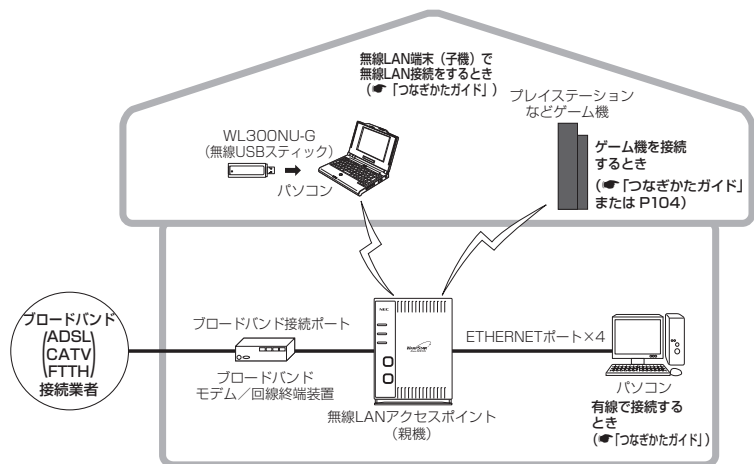 無線LAN端末（子機）で
無線LAN接続をするとき
（☛「つなぎかたガイド」）
プレイステーション
などゲーム機
WL300NU-G
（無線USBスティック）
パソコン
ゲーム機を接続
するとき
（☛「つなぎかたガイド」
または P104）
ブロードバンド
ADSL
CATV
FTTH
接続業者
ブロードバンド接続ポート
ブロードバンド
モデム／回線終端装置
NEC
無線LANアクセスポイント
（親機）
ETHERNETポート×4
パソコン
有線で接続する
とき
（☛「つなぎかたガイド」）